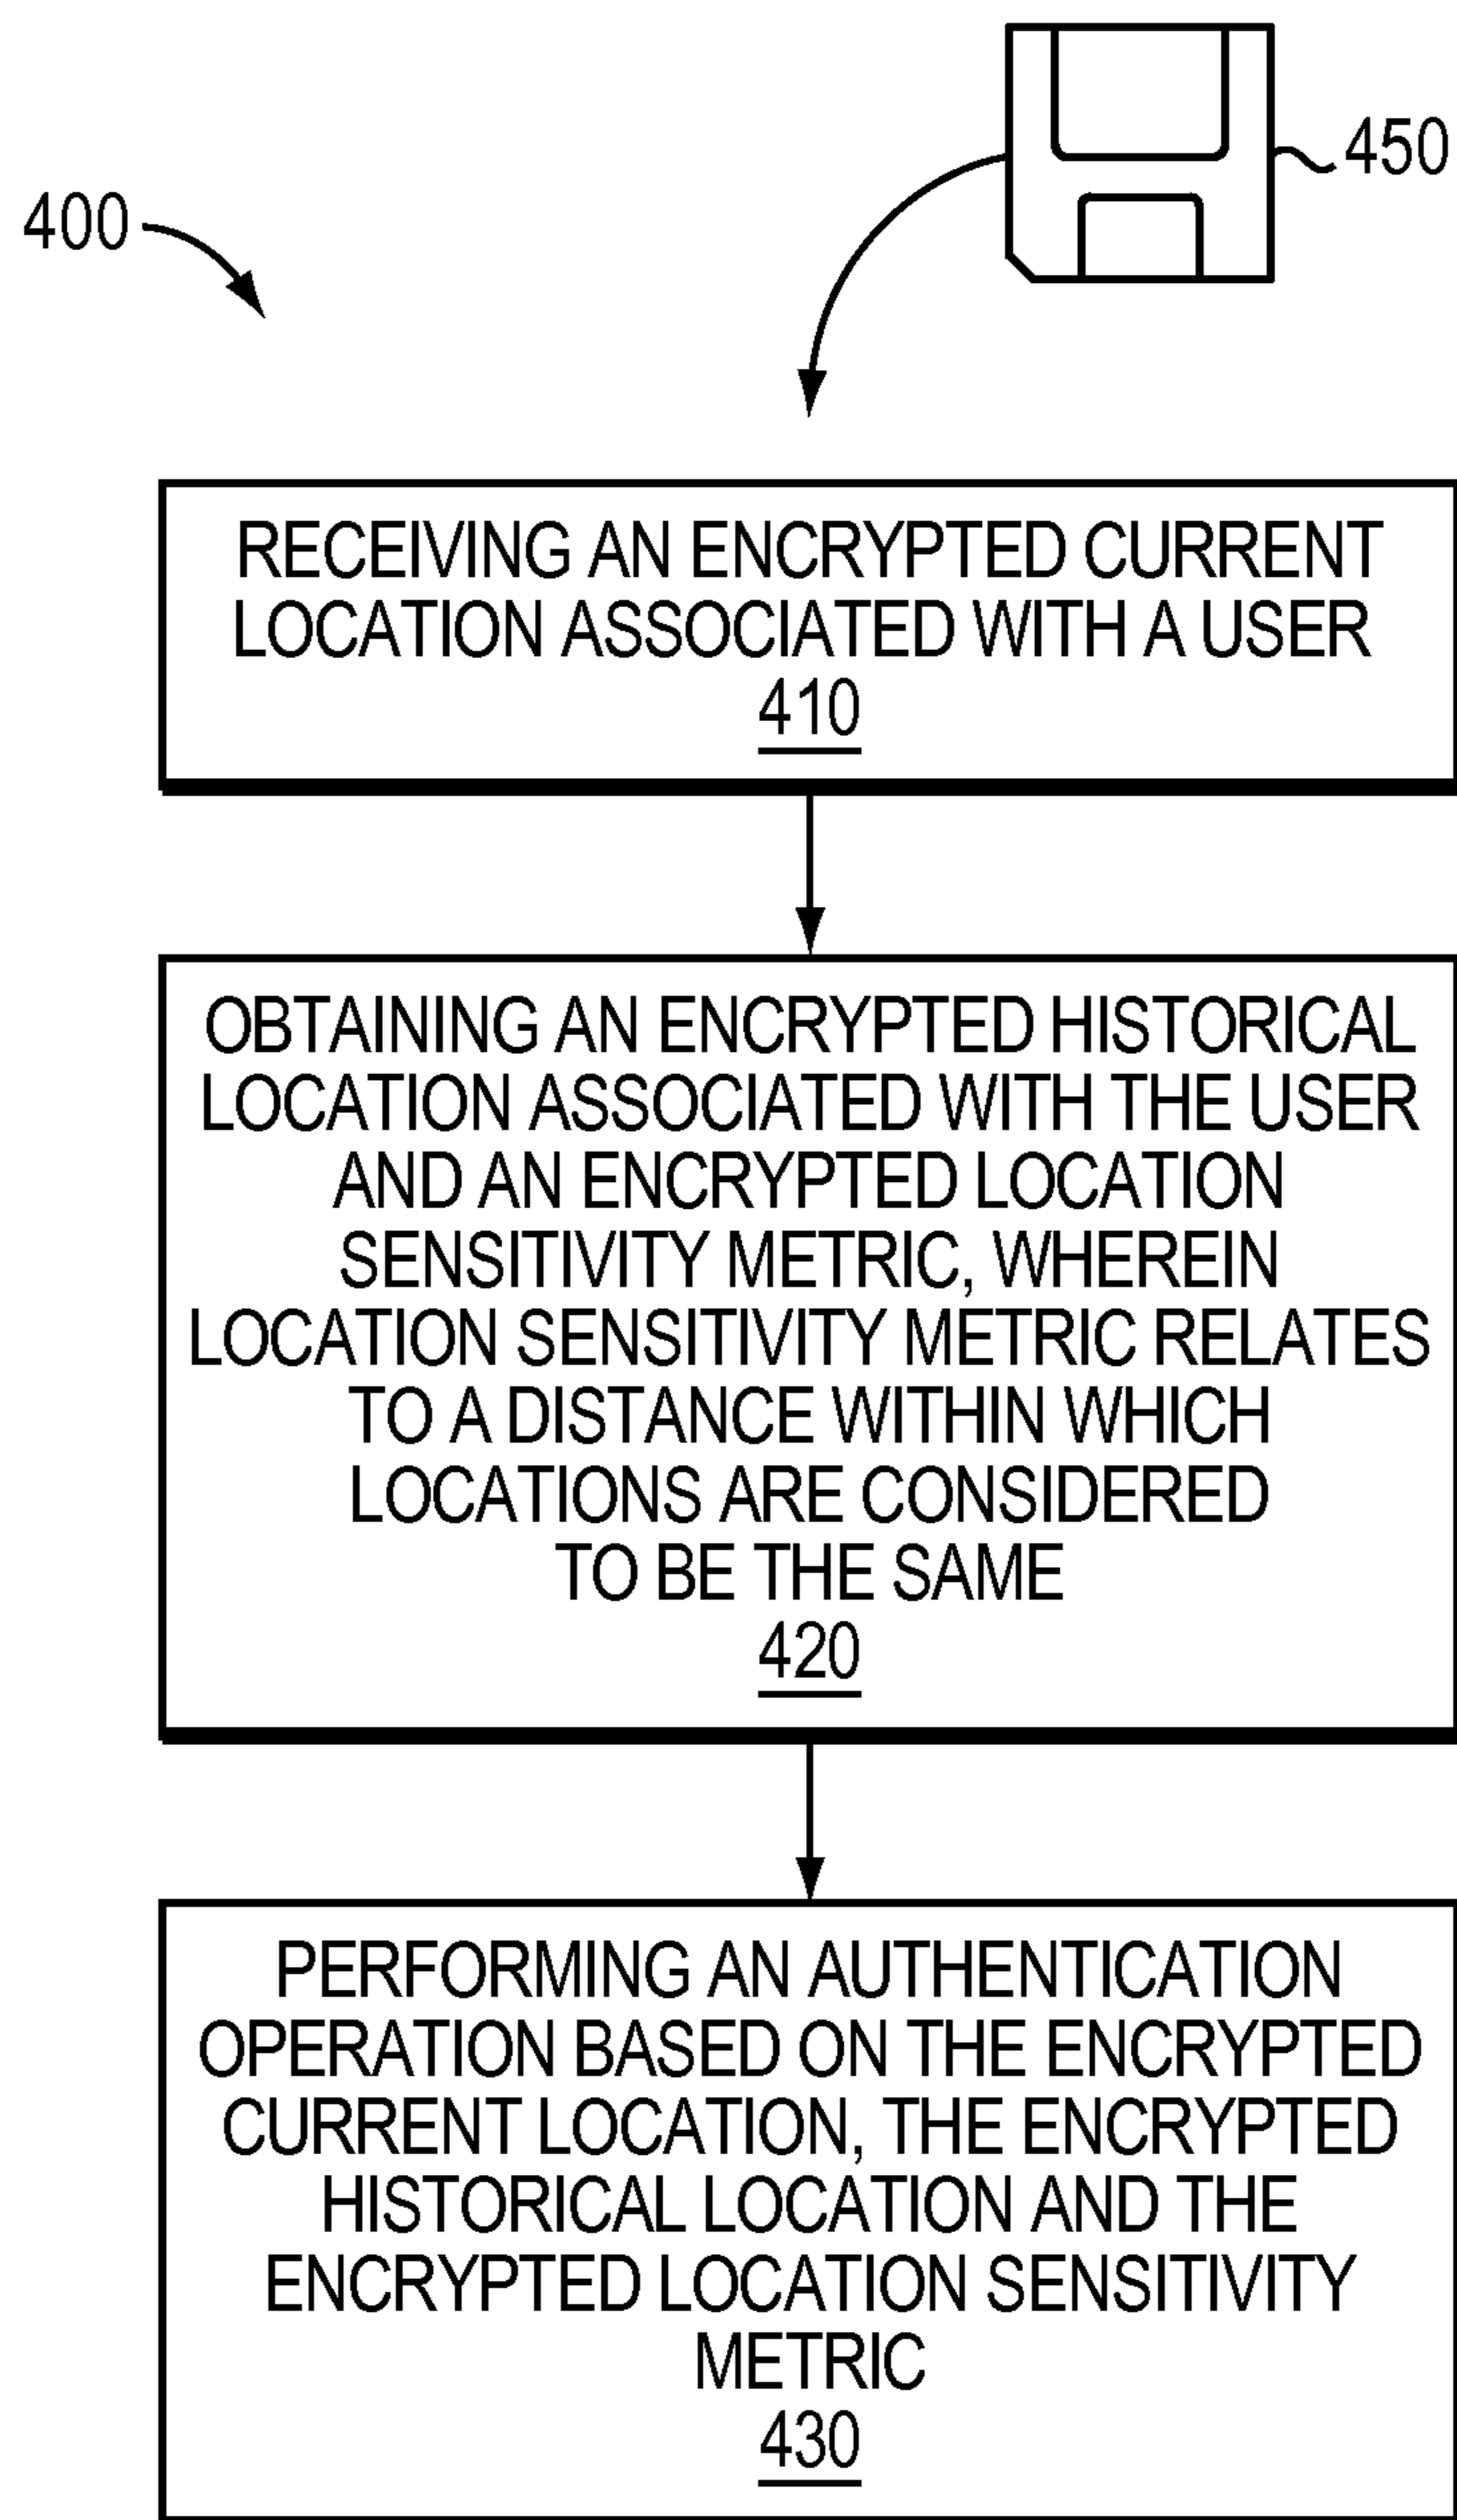 450
400
RECEIVING AN ENCRYPTED CURRENT
LOCATION ASSOCIATED WITH A USER
410
OBTAINING AN ENCRYPTED HISTORICAL
LOCATION ASSOCIATED WITH THE USER
AND AN ENCRYPTED LOCATION
SENSITIVITY METRIC, WHEREIN
LOCATION SENSITIVITY METRIC RELATES
TO A DISTANCE WITHIN WHICH
LOCATIONS ARE CONSIDERED
TO BE THE SAME
420
PERFORMING AN AUTHENTICATION
OPERATION BASED ON THE ENCRYPTED
CURRENT LOCATION, THE ENCRYPTED
HISTORICAL LOCATION AND THE
ENCRYPTED LOCATION SENSITIVITY
METRIC
430